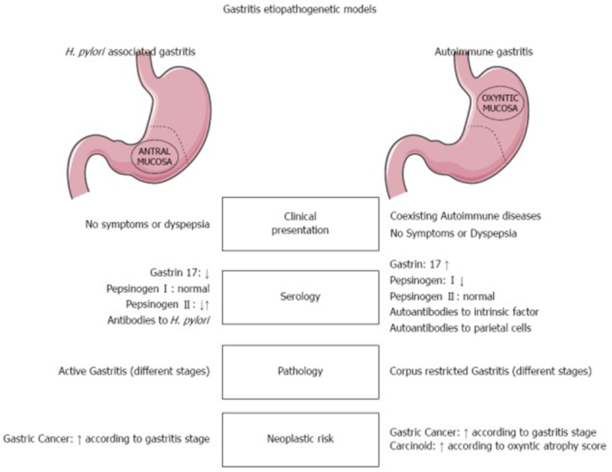 Gastritis etiopathogenetic models
H. pylori associated gastritis
Autoimmune gastritis
ANTRAL
MUCOSA
OXYNTIC
MUCOSA
No symptoms or dyspepsia
Clinical
presentation
Coexisting Autoimmune diseases
No Symptoms or Dyspepsia
Gastrin 17: ↓
Pepsinogen Ⅰ: normal
Pepsinogen Ⅱ: ↓↑
Antibodies to H. pylori
Serology
Gastrin: 17 ↑
Pepsinogen: Ⅰ ↓
Pepsinogen Ⅱ: normal
Autoantibodies to intrinsic factor
Autoantibodies to parietal cells
Active Gastritis (different stages)
Pathology
Corpus restricted Gastritis (different stages)
Gastric Cancer: ↑ according to gastritis stage
Neoplastic risk
Gastric Cancer: ↑ according to gastritis stage
Carcinoid: ↑ according to oxyntic atrophy score